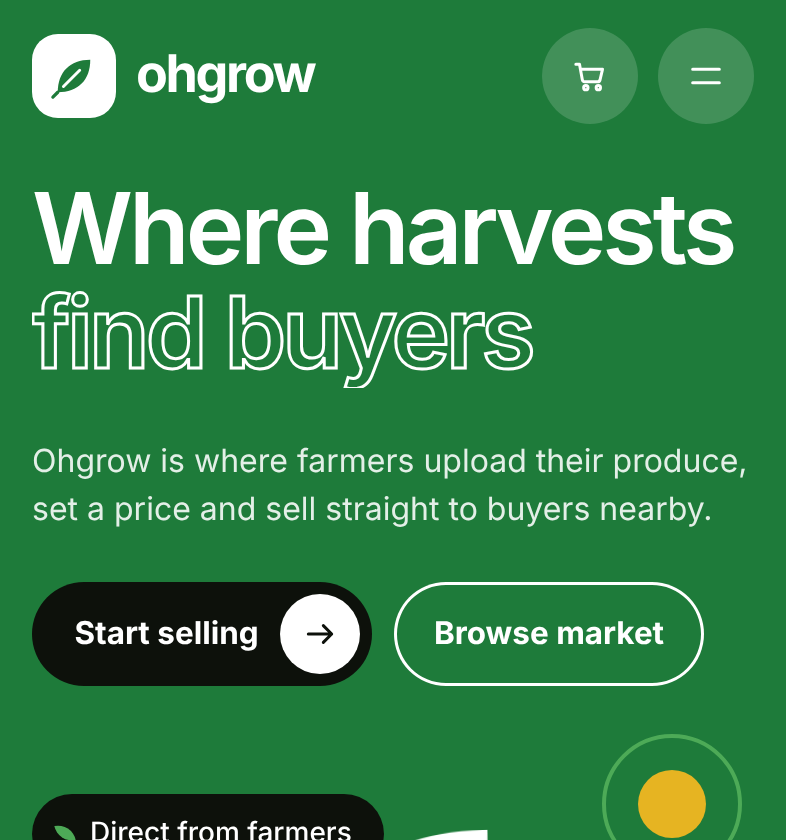 ohgrow
Where harvests
find buyers
Ohgrow is where farmers upload their produce,
set a price and sell straight to buyers nearby.
Start selling
Browse market
Direct from farmers